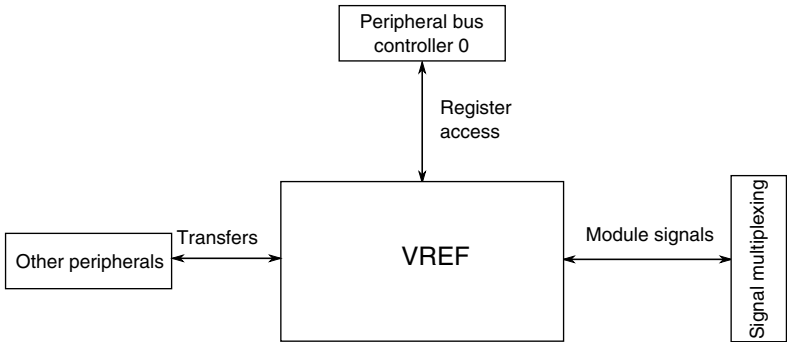 Peripheral bus
controller 0
Register
access
Transfers
Other peripherals
VREF
Module signals
Signal multiplexing